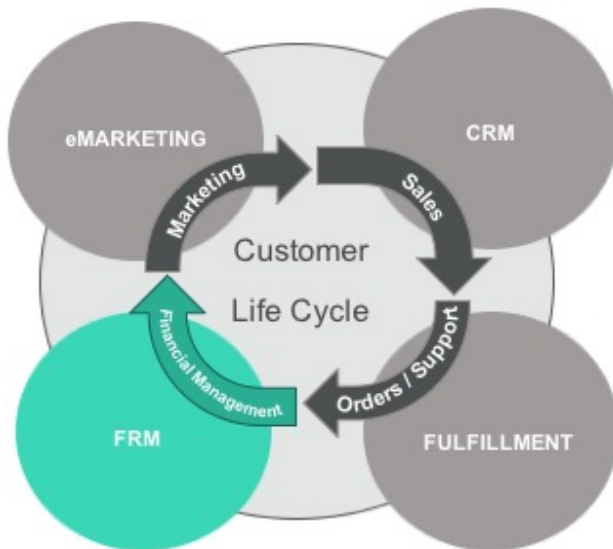 eMARKETING
CRM
Marketing
Sales
Customer
Life Cycle
Financial Management
Orders / Support
FRM
FULFILLMENT